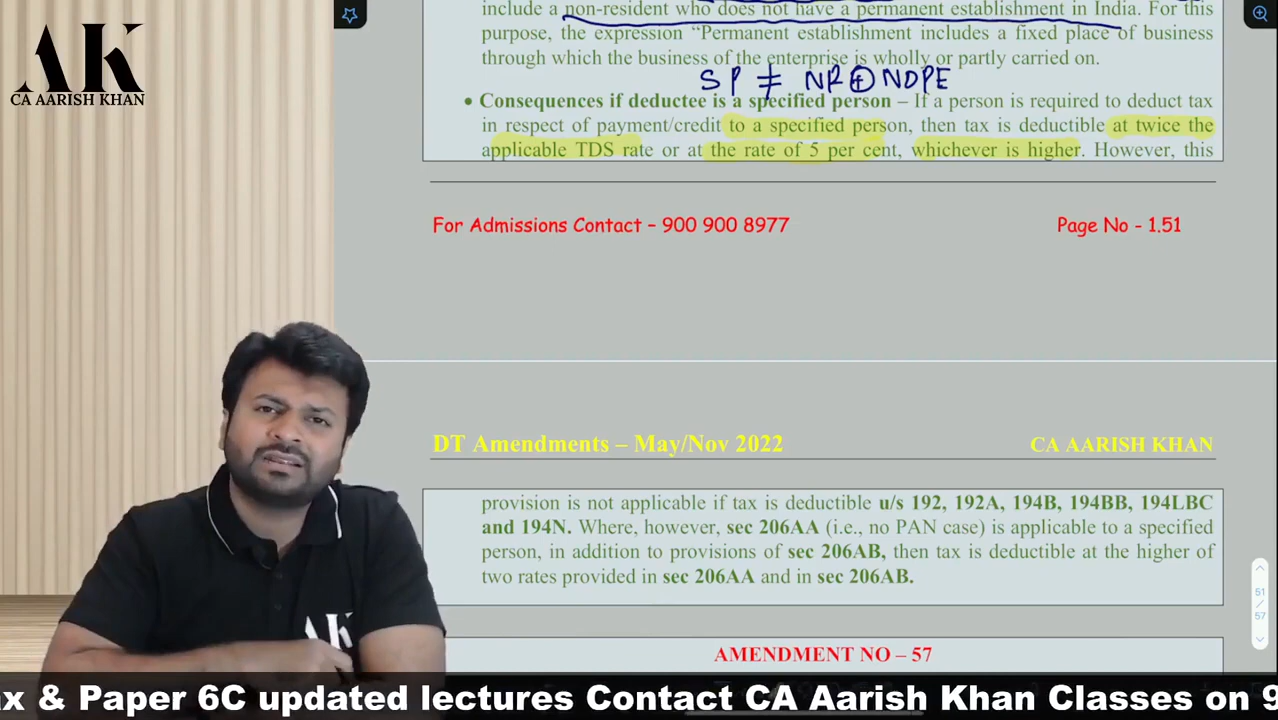 AK
CA AARISH KHAN
include a non-resident who does not have a permanent establishment in India. For this
purpose, the expression “Permanent establishment includes a fixed place of business
through which the business of the enterprise is wholly or partly carried on.
SP ≠ NR ⊕ NOPE
• Consequences if deductee is a specified person – If a person is required to deduct tax
in respect of payment/credit to a specified person, then tax is deductible at twice the
applicable TDS rate or at the rate of 5 per cent, whichever is higher. However, this
For Admissions Contact – 900 900 8977
Page No - 1.51
DT Amendments – May/Nov 2022
CA AARISH KHAN
provision is not applicable if tax is deductible u/s 192, 192A, 194B, 194BB, 194LBC
and 194N. Where, however, sec 206AA (i.e., no PAN case) is applicable to a specified
person, in addition to provisions of sec 206AB, then tax is deductible at the higher of
two rates provided in sec 206AA and in sec 206AB.
51
/
57
AK
AMENDMENT NO – 57
ax & Paper 6C updated lectures Contact CA Aarish Khan Classes on 9